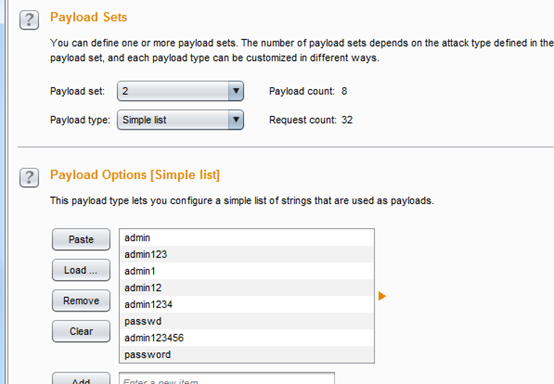 Payload Sets
You can define one or more payload sets. The number of payload sets depends on the attack type defined in the
payload set, and each payload type can be customized in different ways.
Payload set: 2 Payload count: 8
Payload type: Simple list Request count: 32
Payload Options [Simple list]
This payload type lets you configure a simple list of strings that are used as payloads.
Paste
Load ...
Remove
Clear
admin
admin123
admin1
admin12
admin1234
passwd
admin123456
password
Add Enter a new item